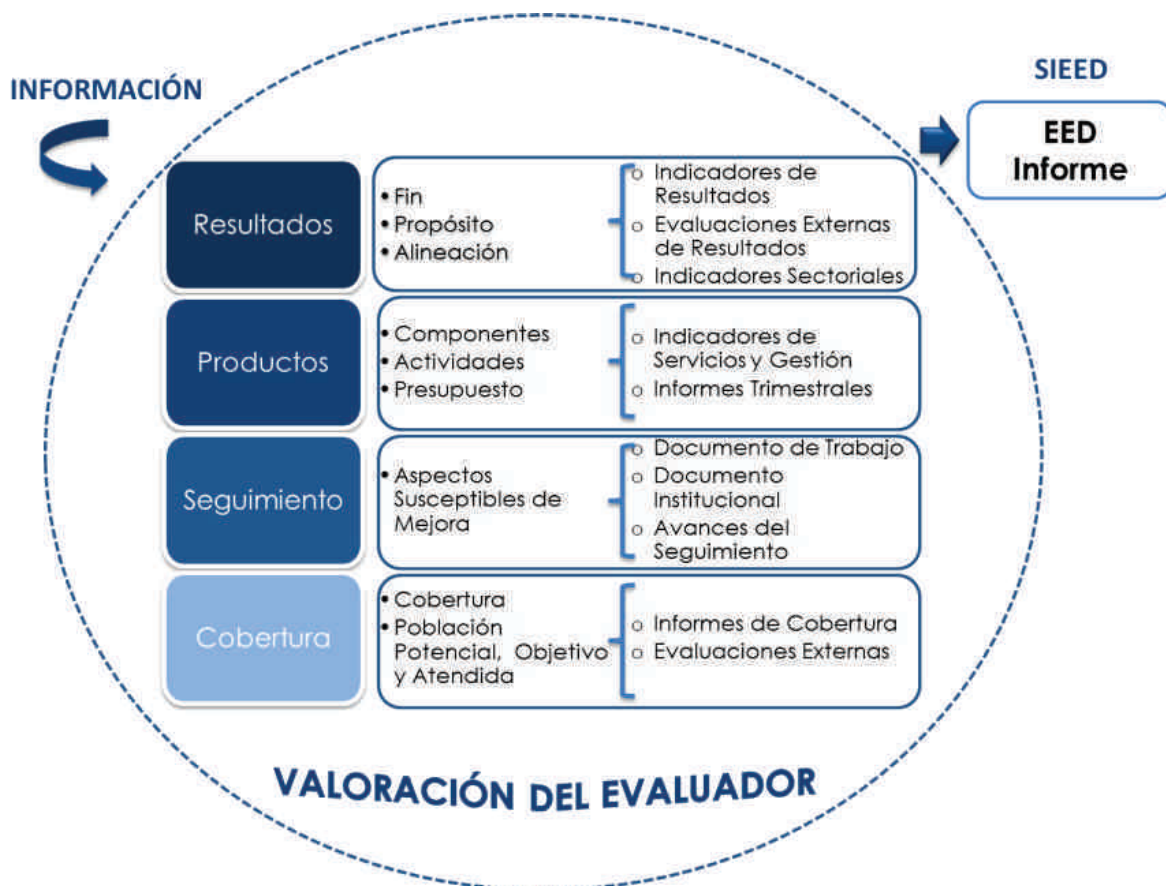 INFORMACIÓN
SIEED
EED
Informe
Resultados
• Fin
• Propósito
• Alineación
o Indicadores de
Resultados
o Evaluaciones Externas
de Resultados
o Indicadores Sectoriales
Productos
• Componentes
• Actividades
• Presupuesto
o Indicadores de
Servicios y Gestión
o Informes Trimestrales
Seguimiento
• Aspectos
Susceptibles de
Mejora
o Documento de Trabajo
o Documento
Institucional
o Avances del
Seguimiento
Cobertura
• Cobertura
• Población
Potencial, Objetivo
y Atendida
o Informes de Cobertura
o Evaluaciones Externas
VALORACIÓN DEL EVALUADOR